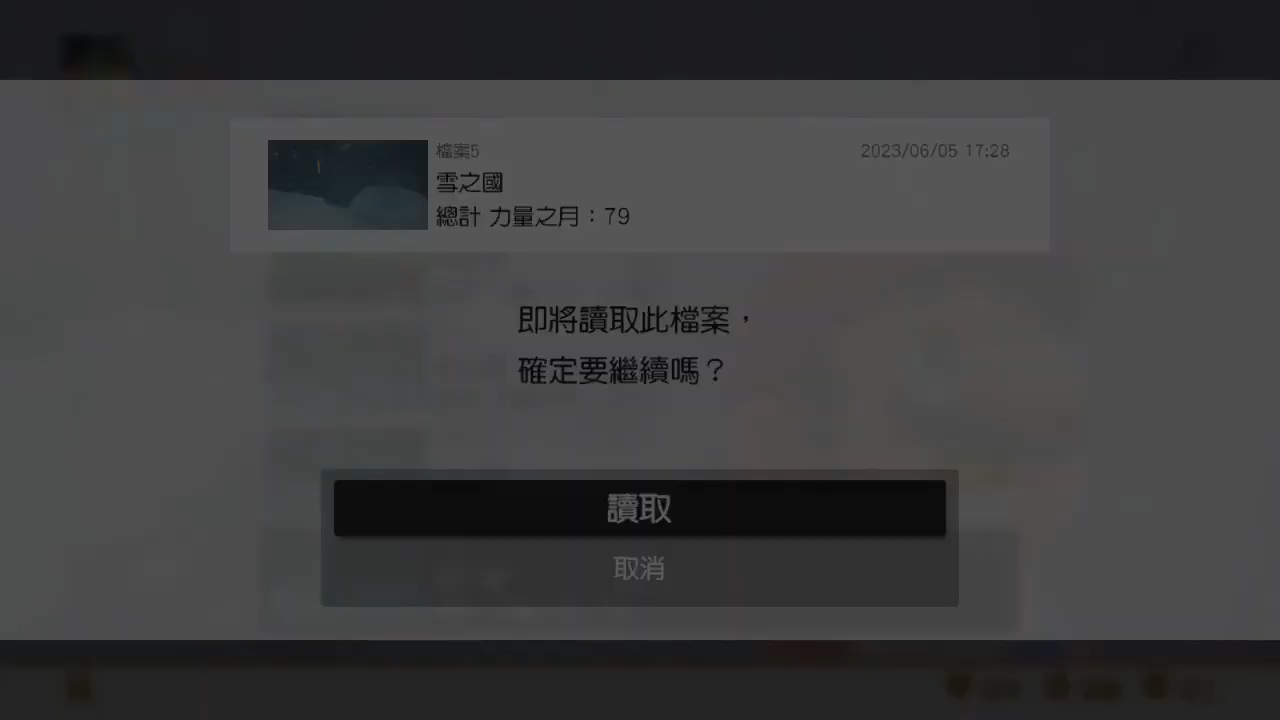 檔案5
2023/06/05 17:28
雪之國
總計 力量之月：79
即將讀取此檔案，
確定要繼續嗎？
讀取
取消